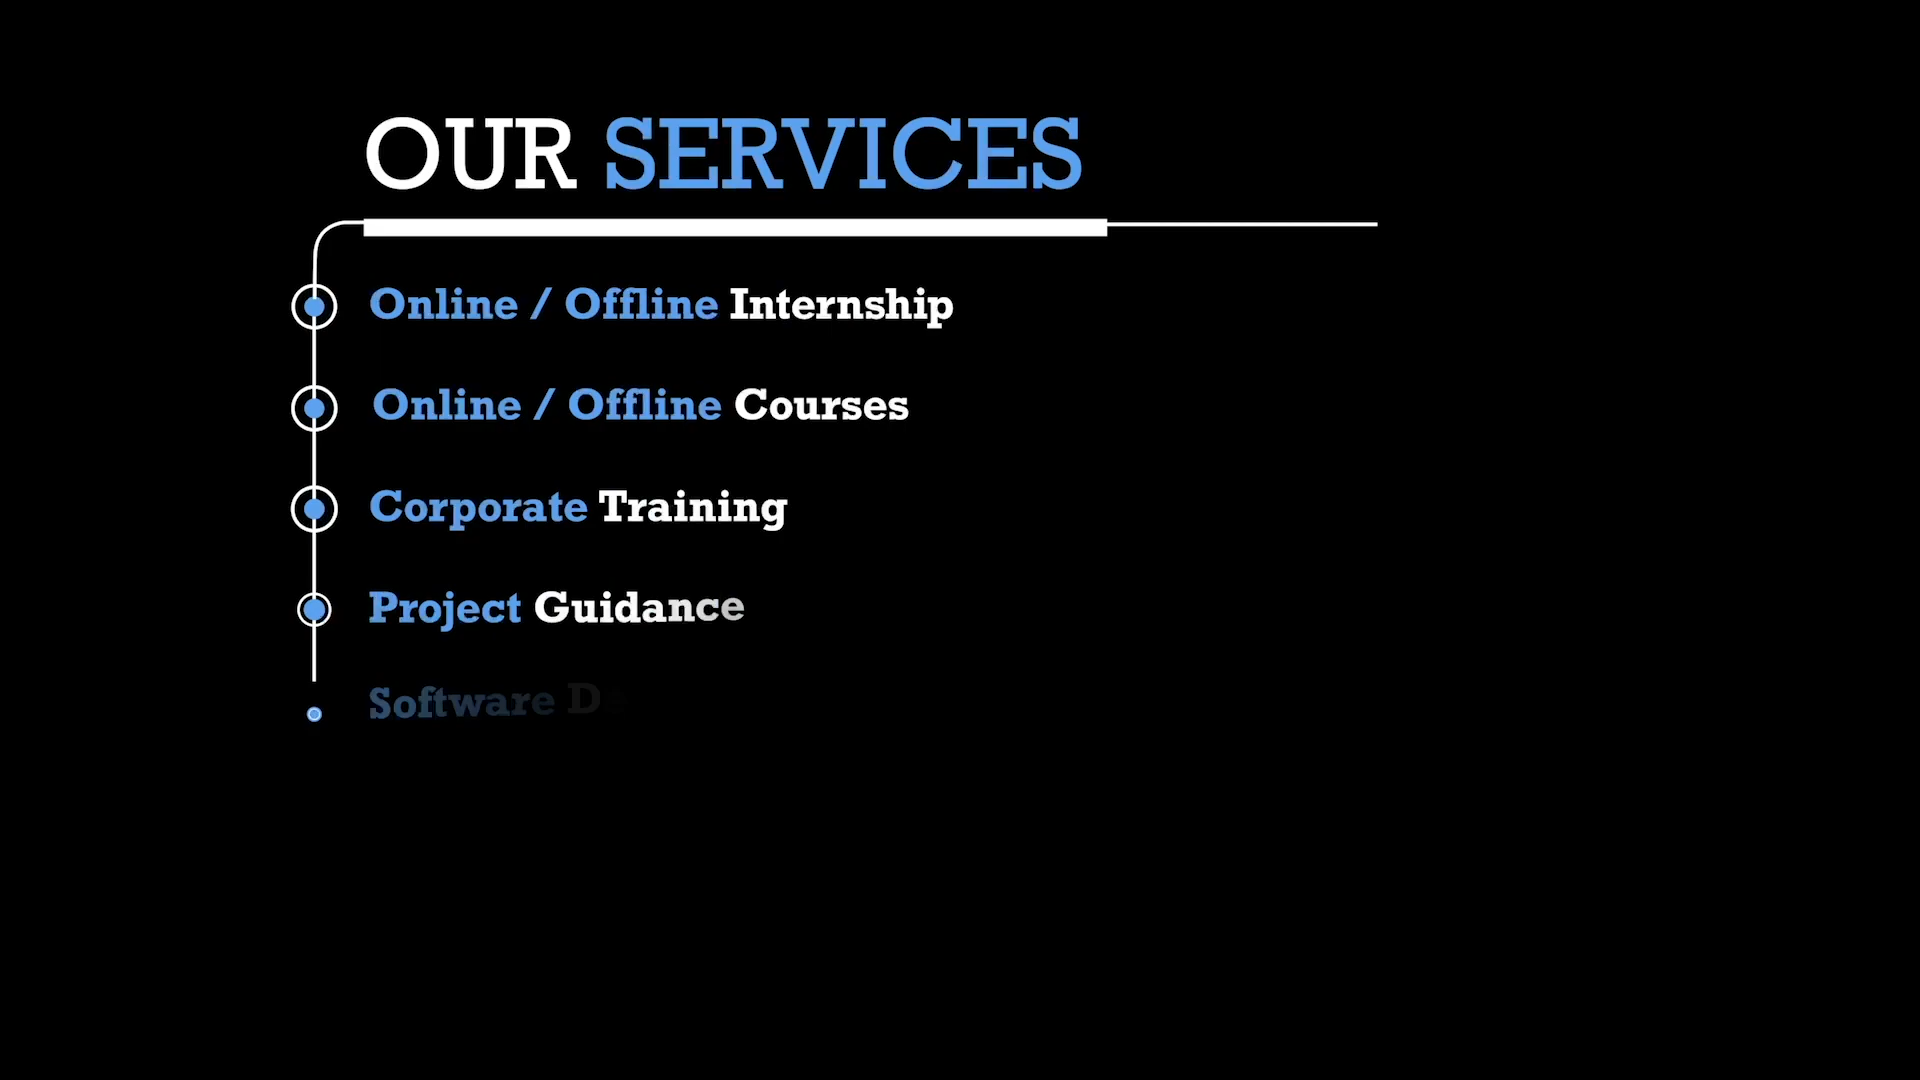 OUR SERVICES
Online / Offline Internship
Online / Offline Courses
Corporate Training
Project Guidance
Software